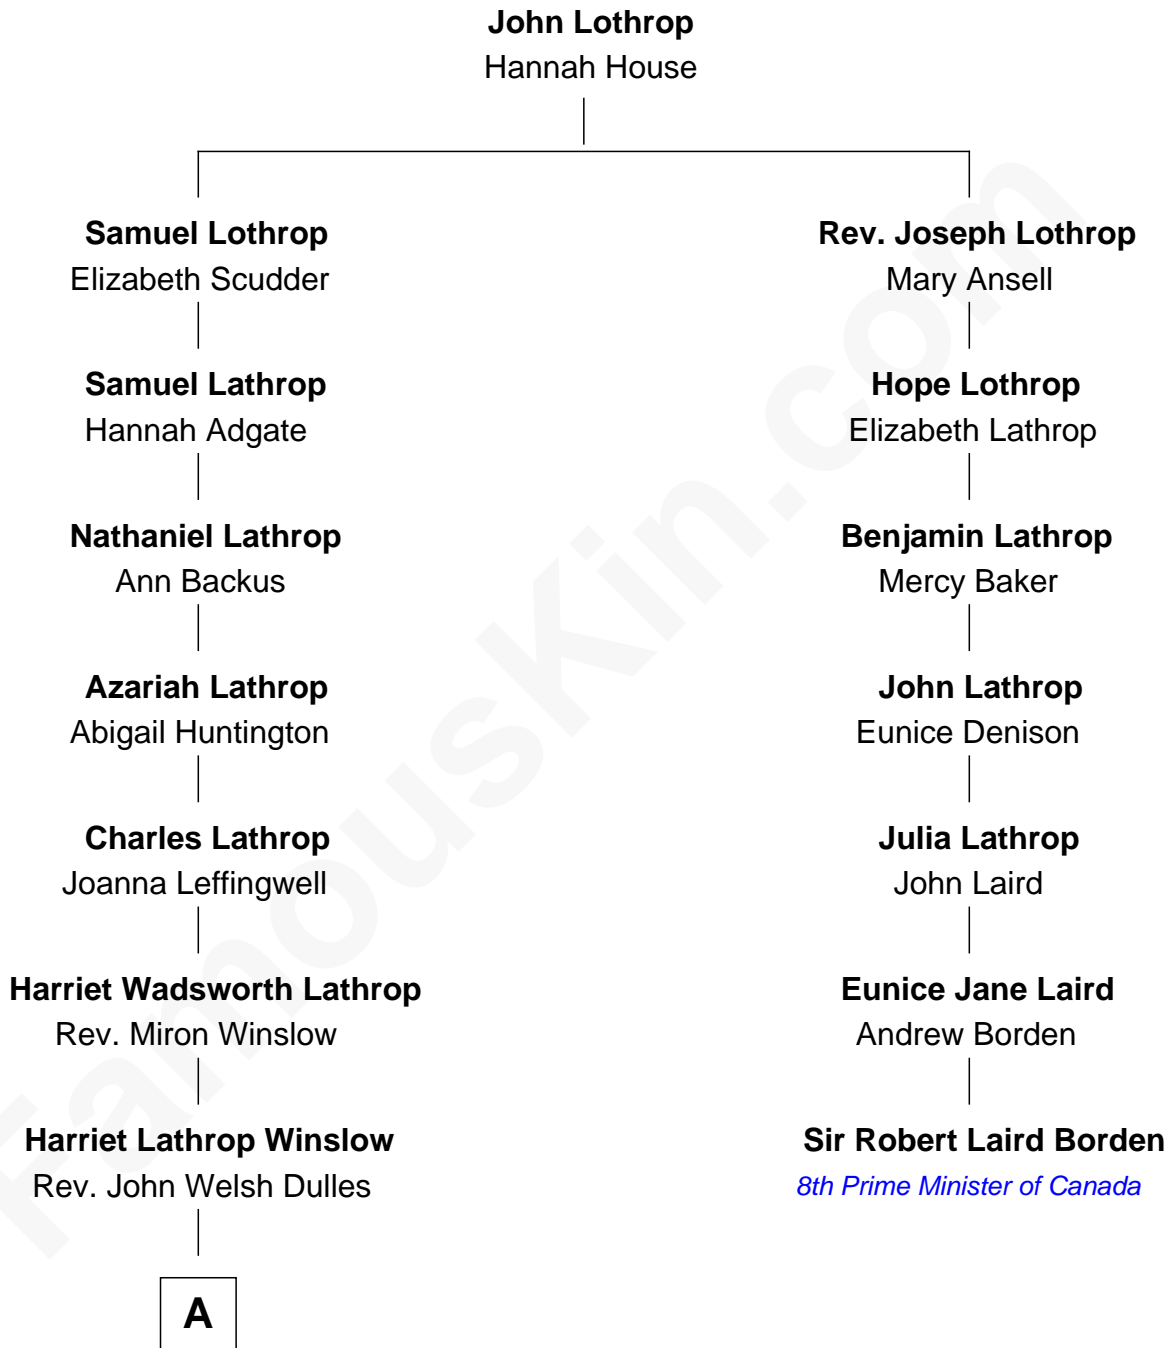 John Lothrop
Hannah House
Samuel Lothrop
Elizabeth Scudder
Rev. Joseph Lothrop
Mary Ansell
Samuel Lathrop
Hannah Adgate
Hope Lothrop
Elizabeth Lathrop
Nathaniel Lathrop
Ann Backus
Benjamin Lathrop
Mercy Baker
Azariah Lathrop
Abigail Huntington
John Lathrop
Eunice Denison
Charles Lathrop
Joanna Leffingwell
Julia Lathrop
John Laird
Harriet Wadsworth Lathrop
Rev. Miron Winslow
Eunice Jane Laird
Andrew Borden
Harriet Lathrop Winslow
Rev. John Welsh Dulles
Sir Robert Laird Borden
8th Prime Minister of Canada
A
FamousKin.com